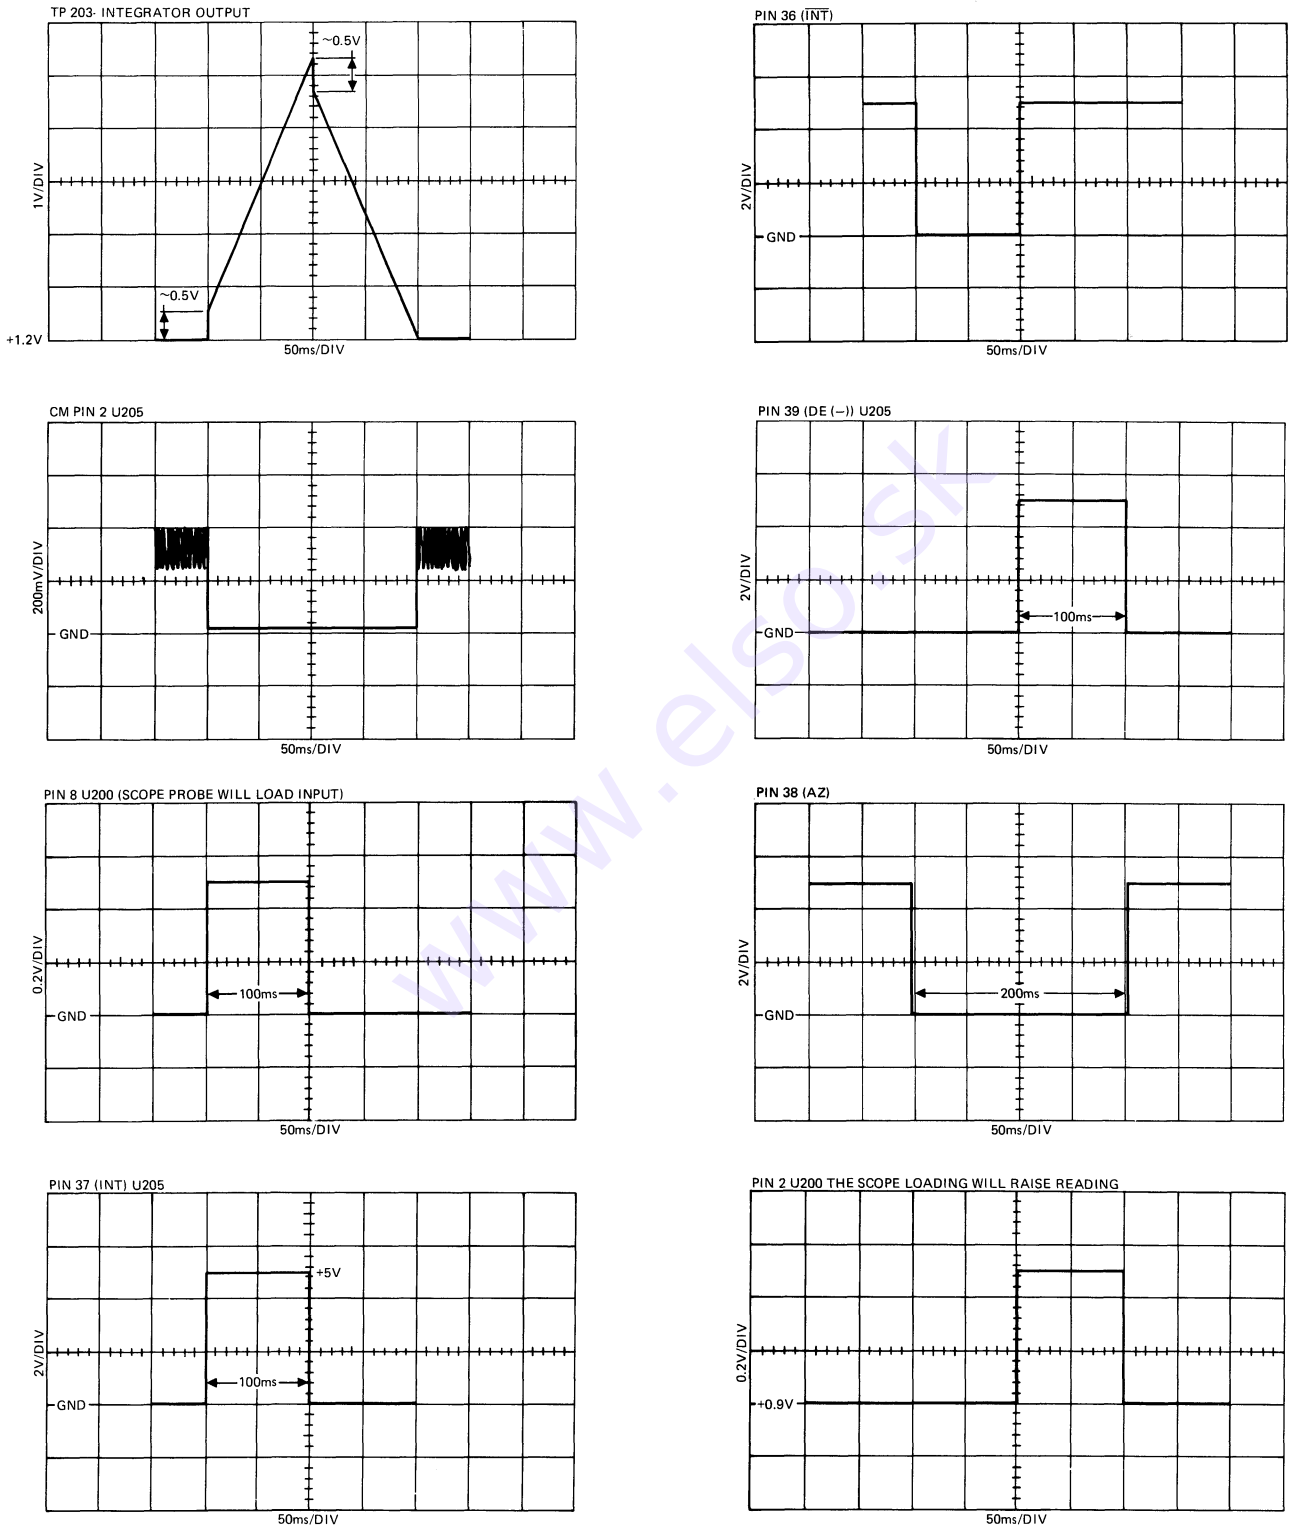 TP 203- INTEGRATOR OUTPUT
~0.5V
1V/DIV
~0.5V
+1.2V
50ms/DIV
PIN 36 (INT)
2V/DIV
GND
50ms/DIV
CM PIN 2 U205
200mV/DIV
GND
50ms/DIV
PIN 39 (DE (–)) U205
2V/DIV
100ms
GND
50ms/DIV
PIN 8 U200 (SCOPE PROBE WILL LOAD INPUT)
0.2V/DIV
100ms
GND
50ms/DIV
PIN 38 (AZ)
2V/DIV
200ms
GND
50ms/DIV
PIN 37 (INT) U205
+5V
2V/DIV
100ms
GND
50ms/DIV
PIN 2 U200 THE SCOPE LOADING WILL RAISE READING
0.2V/DIV
+0.9V
50ms/DIV
www.elso.sk